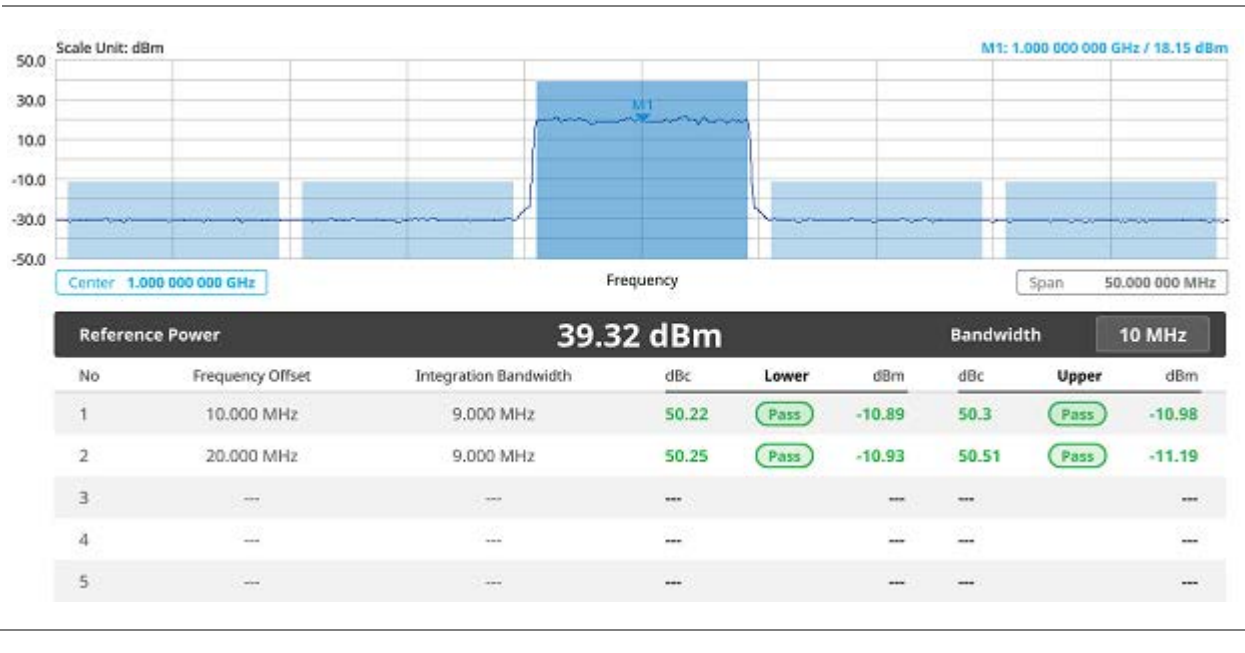 Scale Unit: dBm M1: 1.000 000 000 GHz / 18.15 dBm
50.0
30.0
M1
10.0
-10.0
-30.0
-50.0
Center 1.000 000 000 GHz Frequency Span 50.000 000 MHz
Reference Power 39.32 dBm Bandwidth 10 MHz
No Frequency Offset Integration Bandwidth dBc Lower dBm dBc Upper dBm
1 10.000 MHz 9.000 MHz 50.22 Pass -10.89 50.3 Pass -10.98
2 20.000 MHz 9.000 MHz 50.25 Pass -10.93 50.51 Pass -11.19
3 --- --- --- --- --- ---
4 --- --- --- --- --- ---
5 --- --- --- --- --- ---